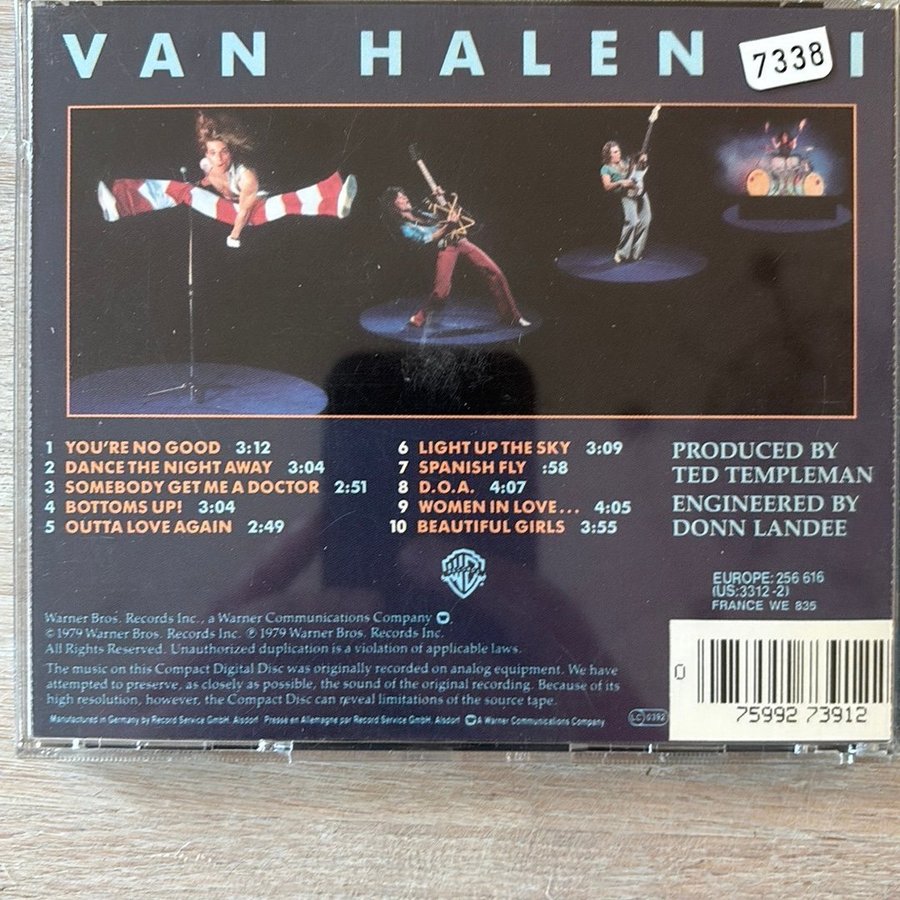 VAN HALEN I
7338
1 YOU'RE NO GOOD 3:12
2 DANCE THE NIGHT AWAY 3:04
3 SOMEBODY GET ME A DOCTOR 2:51
4 BOTTOMS UP! 3:04
5 OUTTA LOVE AGAIN 2:49
6 LIGHT UP THE SKY 3:09
7 SPANISH FLY :58
8 D.O.A. 4:07
9 WOMEN IN LOVE... 4:05
10 BEAUTIFUL GIRLS 3:55
PRODUCED BY
TED TEMPLEMAN
ENGINEERED BY
DONN LANDEE
EUROPE: 256 616
(US:3312-2)
FRANCE WE 835
Warner Bros. Records Inc., a Warner Communications Company.
© 1979 Warner Bros. Records Inc. ℗ 1979 Warner Bros. Records Inc.
All Rights Reserved. Unauthorized duplication is a violation of applicable laws.
The music on this Compact Digital Disc was originally recorded on analog equipment. We have
attempted to preserve, as closely as possible, the sound of the original recording. Because of its
high resolution, however, the Compact Disc can reveal limitations of the source tape.
Manufactured in Germany by Record Service GmbH, Alsdorf Pressé en Allemagne par Record Service GmbH, Alsdorf A Warner Communications Company
LC 0392
0 75992 73912